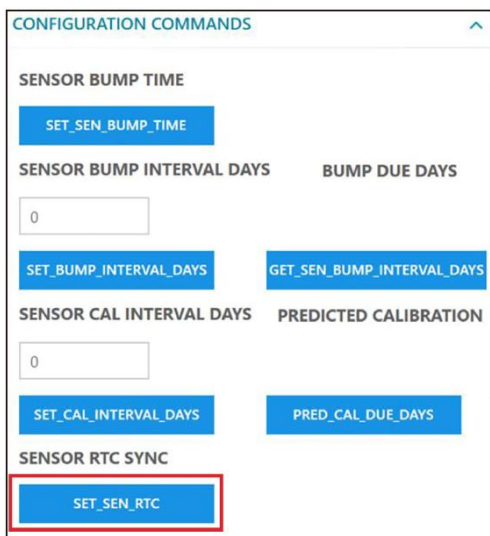 CONFIGURATION COMMANDS
SENSOR BUMP TIME
SET_SEN_BUMP_TIME
SENSOR BUMP INTERVAL DAYS BUMP DUE DAYS
0
SET_BUMP_INTERVAL_DAYS GET_SEN_BUMP_INTERVAL_DAYS
SENSOR CAL INTERVAL DAYS PREDICTED CALIBRATION
0
SET_CAL_INTERVAL_DAYS PRED_CAL_DUE_DAYS
SENSOR RTC SYNC
SET_SEN_RTC